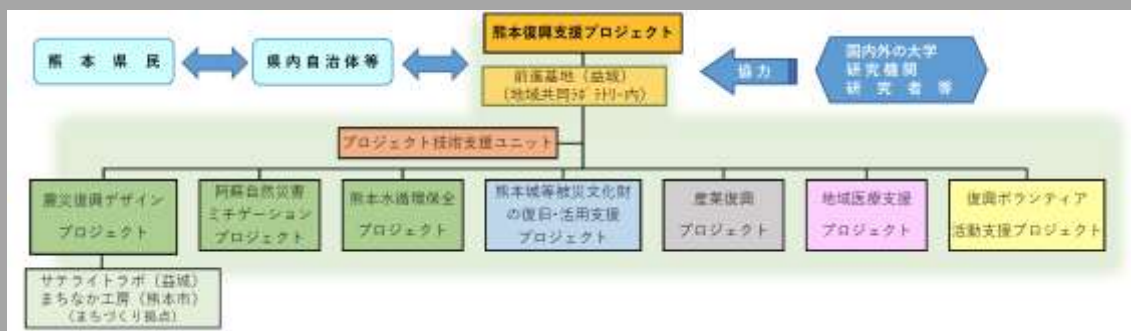 熊本復興支援プロジェクト
熊本県民
県内自治体等
前進基地（益城）
（地域共同ﾗﾎﾞﾗﾄﾘｰ内）
協力
国内外の大学
研究機関
研究者等
プロジェクト技術支援ユニット
震災復興デザイン
プロジェクト
阿蘇自然災害
ミチゲーション
プロジェクト
熊本水循環保全
プロジェクト
熊本城等被災文化財
の復旧・活用支援
プロジェクト
産業復興
プロジェクト
地域医療支援
プロジェクト
復興ボランティア
活動支援プロジェクト
サテライトラボ（益城）
まちなか工房（熊本市）
（まちづくり拠点）